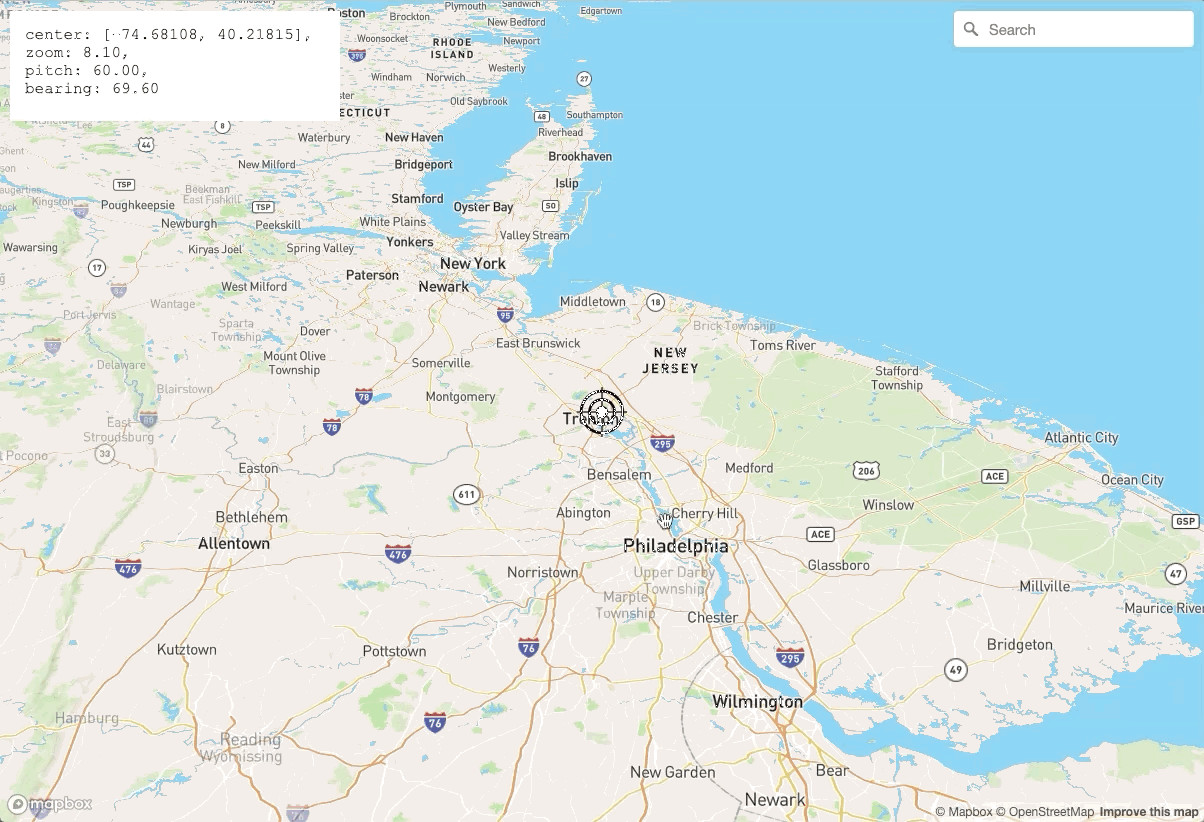 center: [-74.68108, 40.21815],
zoom: 8.10,
pitch: 60.00,
bearing: 69.60
Search
Boston
Plymouth
Sandwich
Edgartown
Brockton
New Bedford
Woonsocket
RHODE
ISLAND
Newport
Windham
Norwich
Westerly
27
Old Saybrook
48
Southampton
ECTICUT
8
Riverhead
44
Waterbury
New Haven
Brookhaven
New Milford
Bridgeport
TSP
Beekman
East Fishkill
Stamford
Islip
Kingston
Poughkeepsie
TSP
Oyster Bay
50
Newburgh
Peekskill
White Plains
Valley Stream
Wawarsing
Kiryas Joel
Spring Valley
Yonkers
17
New York
Paterson
Newark
West Milford
Wantage
Middletown
18
Port Jervis
Sparta
Township
Dover
95
Brick Township
East Brunswick
Toms River
NEW
JERSEY
Mount Olive
Township
Somerville
Delaware
Stafford
Township
Blairstown
78
Montgomery
78
Trenton
East
Stroudsburg
80
l Pocono
33
295
Atlantic City
Easton
Bensalem
Medford
206
ACE
Ocean City
611
Abington
Cherry Hill
Winslow
GSP
Bethlehem
Allentown
476
476
Philadelphia
ACE
Norristown
Upper Darby
Township
Glassboro
47
Marple
Township
Chester
Millville
Maurice River
Kutztown
Pottstown
76
295
Bridgeton
49
Hamburg
76
Wilmington
Reading
Wyomissing
New Garden
Bear
Newark
mapbox
© Mapbox © OpenStreetMap Improve this map